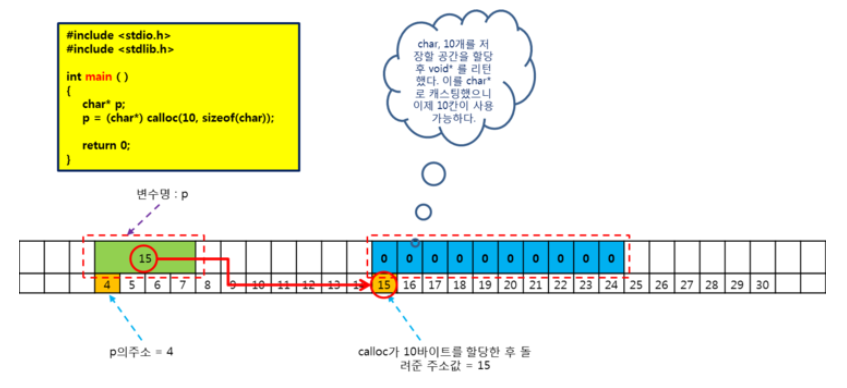 #include <stdio.h>
#include <stdlib.h>
int main ( )
{
char* p;
p = (char*) calloc(10, sizeof(char));
return 0;
}
char, 10개를 저
장할 공간을 할당
후 void* 를 리턴
했다. 이를 char*
로 캐스팅했으니
이제 10칸이 사용
가능하다.
변수명 : p
15 0 0 0 0 0 0 0 0 0 0
4 5 6 7 8 9 10 11 12 13 15 16 17 18 19 20 21 22 23 24 25 26 27 28 29 30
p의주소 = 4
calloc가 10바이트를 할당한 후 돌
려준 주소값 = 15